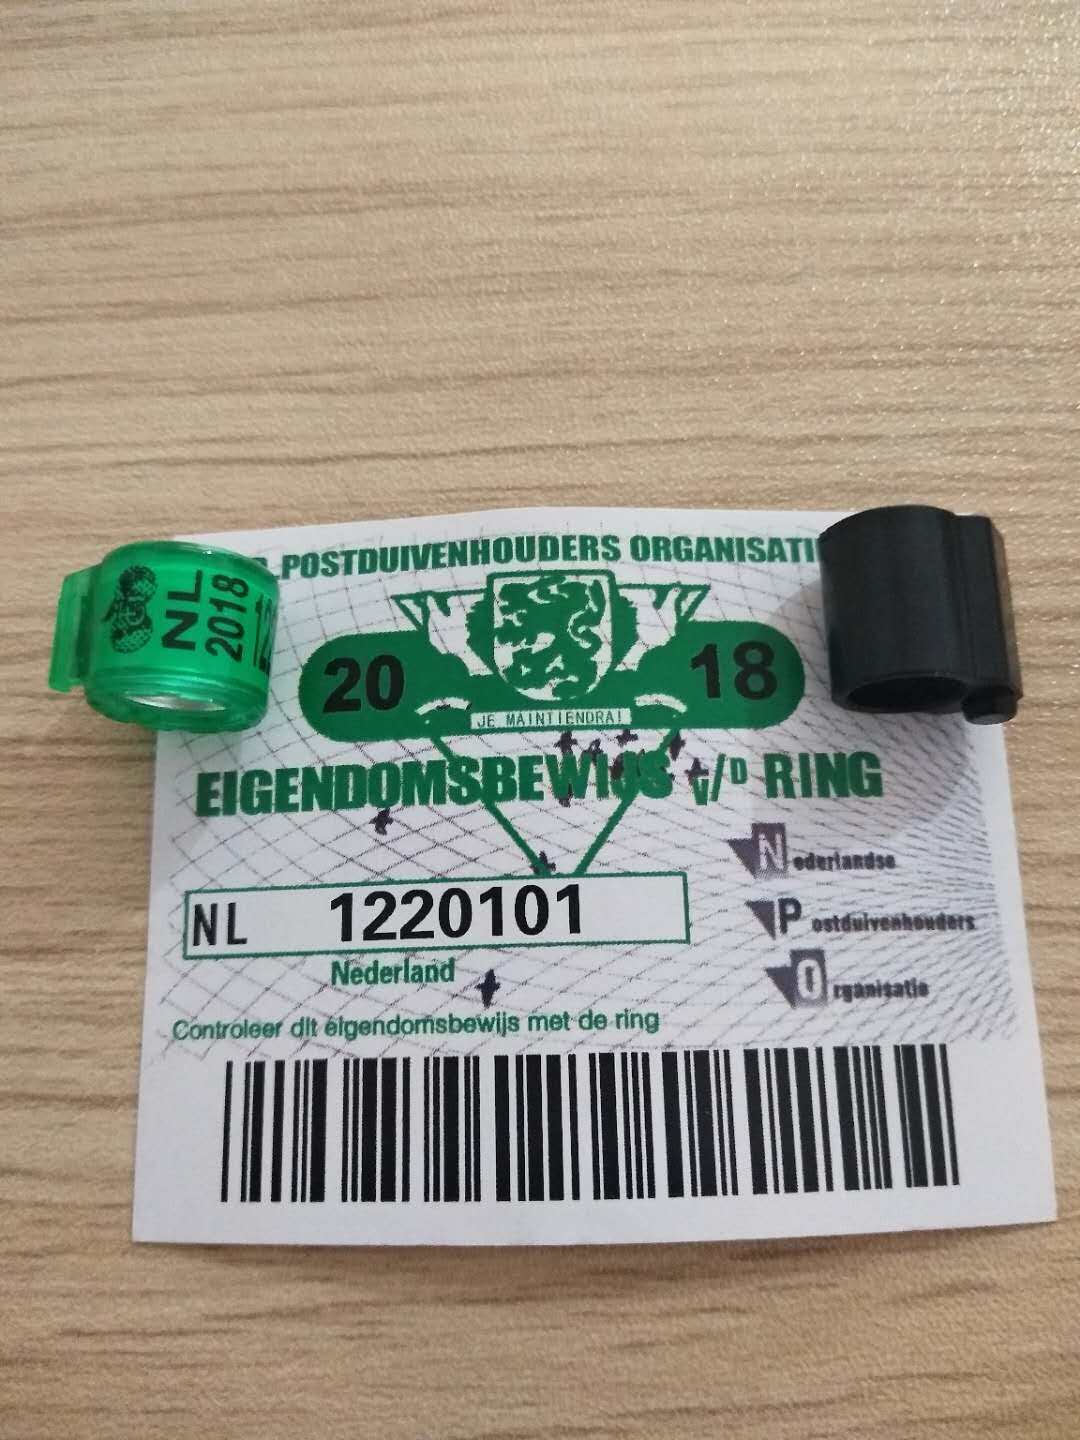 POSTDUIVENHOUDERS ORGANISATI
NL
2018
12
20 18
JE MAINTIENDRAI
EIGENDOMSBEWIJS V/D RING
Nederlandse
Postduivenhouders
Organisatie
NL 1220101
Nederland
Controleer dit eigendomsbewijs met de ring